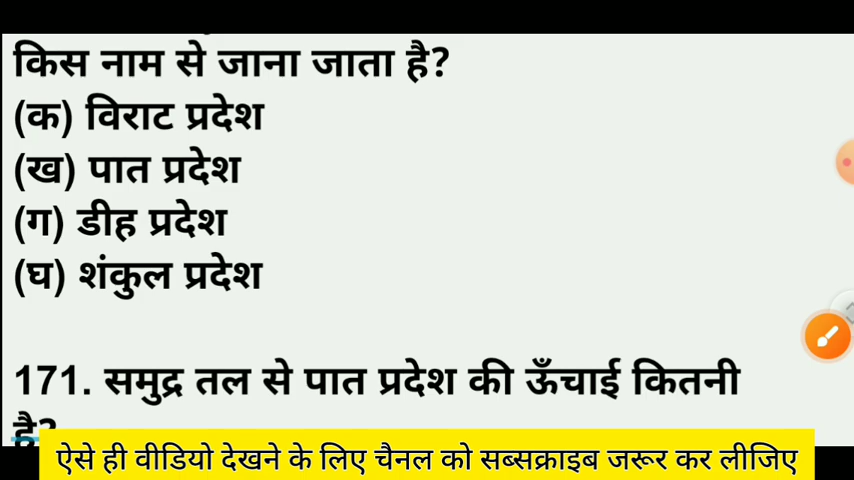 किस नाम से जाना जाता है?
(क) विराट प्रदेश
(ख) पात प्रदेश
(ग) डीह प्रदेश
(घ) शंकुल प्रदेश
171. समुद्र तल से पात प्रदेश की ऊँचाई कितनी
है?
ऐसे ही वीडियो देखने के लिए चैनल को सब्सक्राइब जरूर कर लीजिए